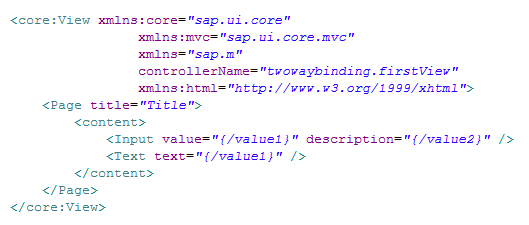 <core:View xmlns:core="sap.ui.core"
xmlns:mvc="sap.ui.core.mvc"
xmlns="sap.m"
controllerName="twowaybinding.firstView"
xmlns:html="http://www.w3.org/1999/xhtml">
<Page title="Title">
<content>
<Input value="{/value1}" description="{/value2}" />
<Text text="{/value1}" />
</content>
</Page>
</core:View>